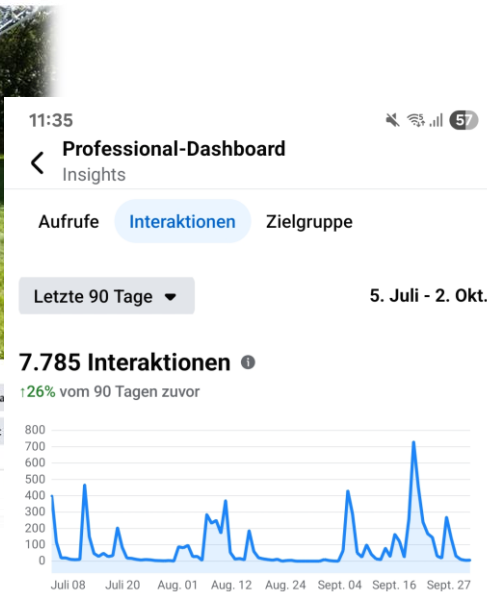 11:35
57
Professional-Dashboard
Insights
Aufrufe Interaktionen Zielgruppe
Letzte 90 Tage 5. Juli - 2. Okt.
7.785 Interaktionen
↑26% vom 90 Tagen zuvor
800
700
600
500
400
300
200
100
0
Juli 08 Juli 20 Aug. 01 Aug. 12 Aug. 24 Sept. 04 Sept. 16 Sept. 27